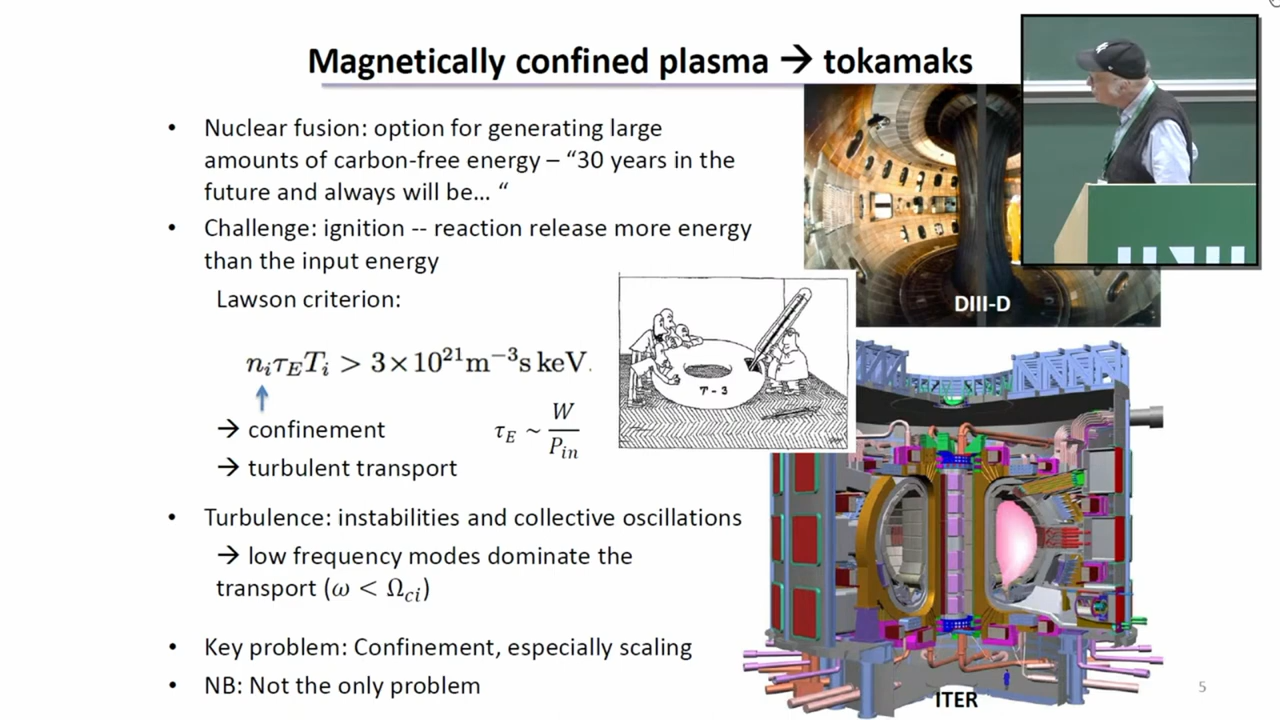 Magnetically confined plasma → tokamaks
• Nuclear fusion: option for generating large
amounts of carbon-free energy – “30 years in the
future and always will be... “
• Challenge: ignition -- reaction release more energy
than the input energy
Lawson criterion:
n_i τ_E T_i > 3 × 10^21 m^−3 s keV.
→ confinement
τ_E ~ W / P_in
→ turbulent transport
• Turbulence: instabilities and collective oscillations
→ low frequency modes dominate the
transport (ω < Ω_ci)
• Key problem: Confinement, especially scaling
• NB: Not the only problem
DIII-D
T-3
ITER
5